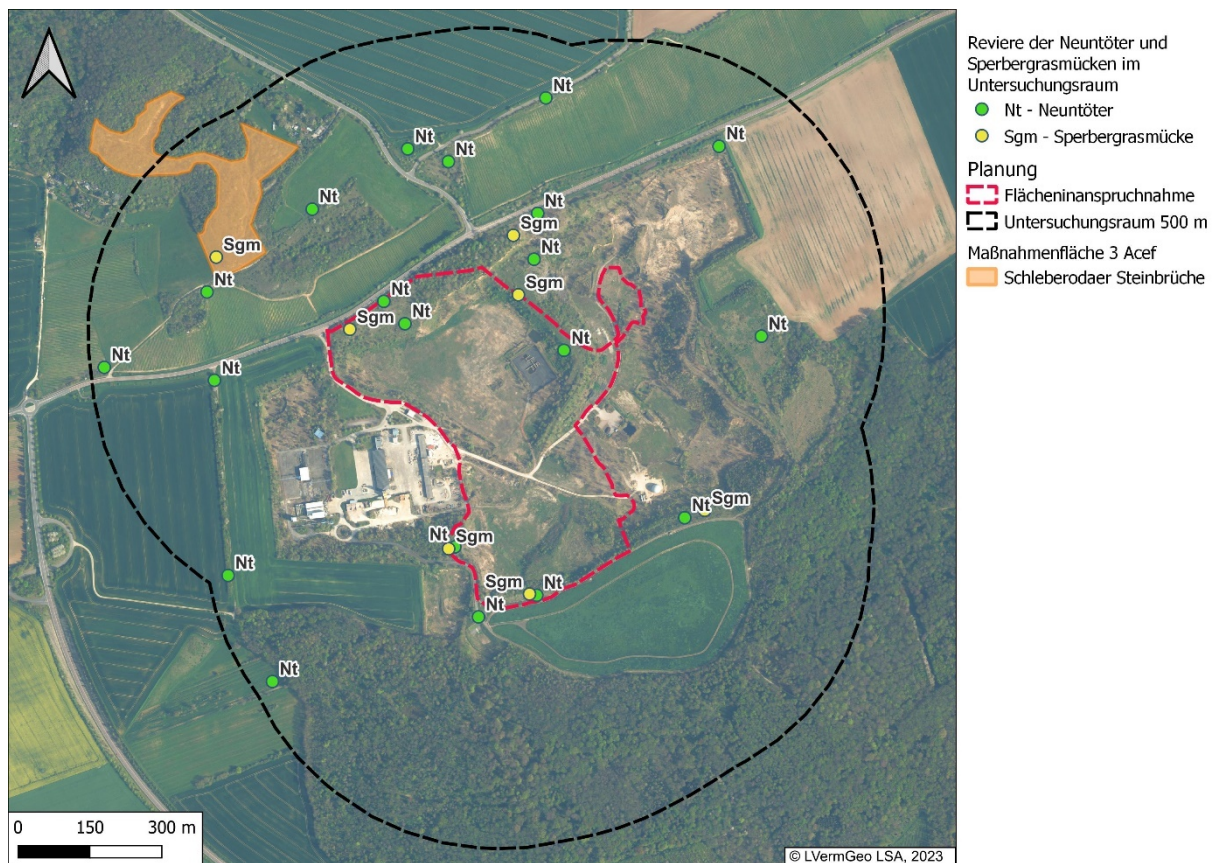 Nt
Nt
Nt
Nt
Nt
Nt
Sgm
Sgm
Nt
Nt
Sgm
Nt
Nt
Sgm
Nt
Nt
Nt
Nt
Sgm
Nt
Nt Sgm
Nt
Sgm Nt
Nt
Nt
0 150 300 m
© LVermGeo LSA, 2023
Reviere der Neuntöter und
Sperbergrasmücken im
Untersuchungsraum
Nt - Neuntöter
Sgm - Sperbergrasmücke
Planung
Flächeninanspruchnahme
Untersuchungsraum 500 m
Maßnahmenfläche 3 Acef
Schleberodaer Steinbrüche